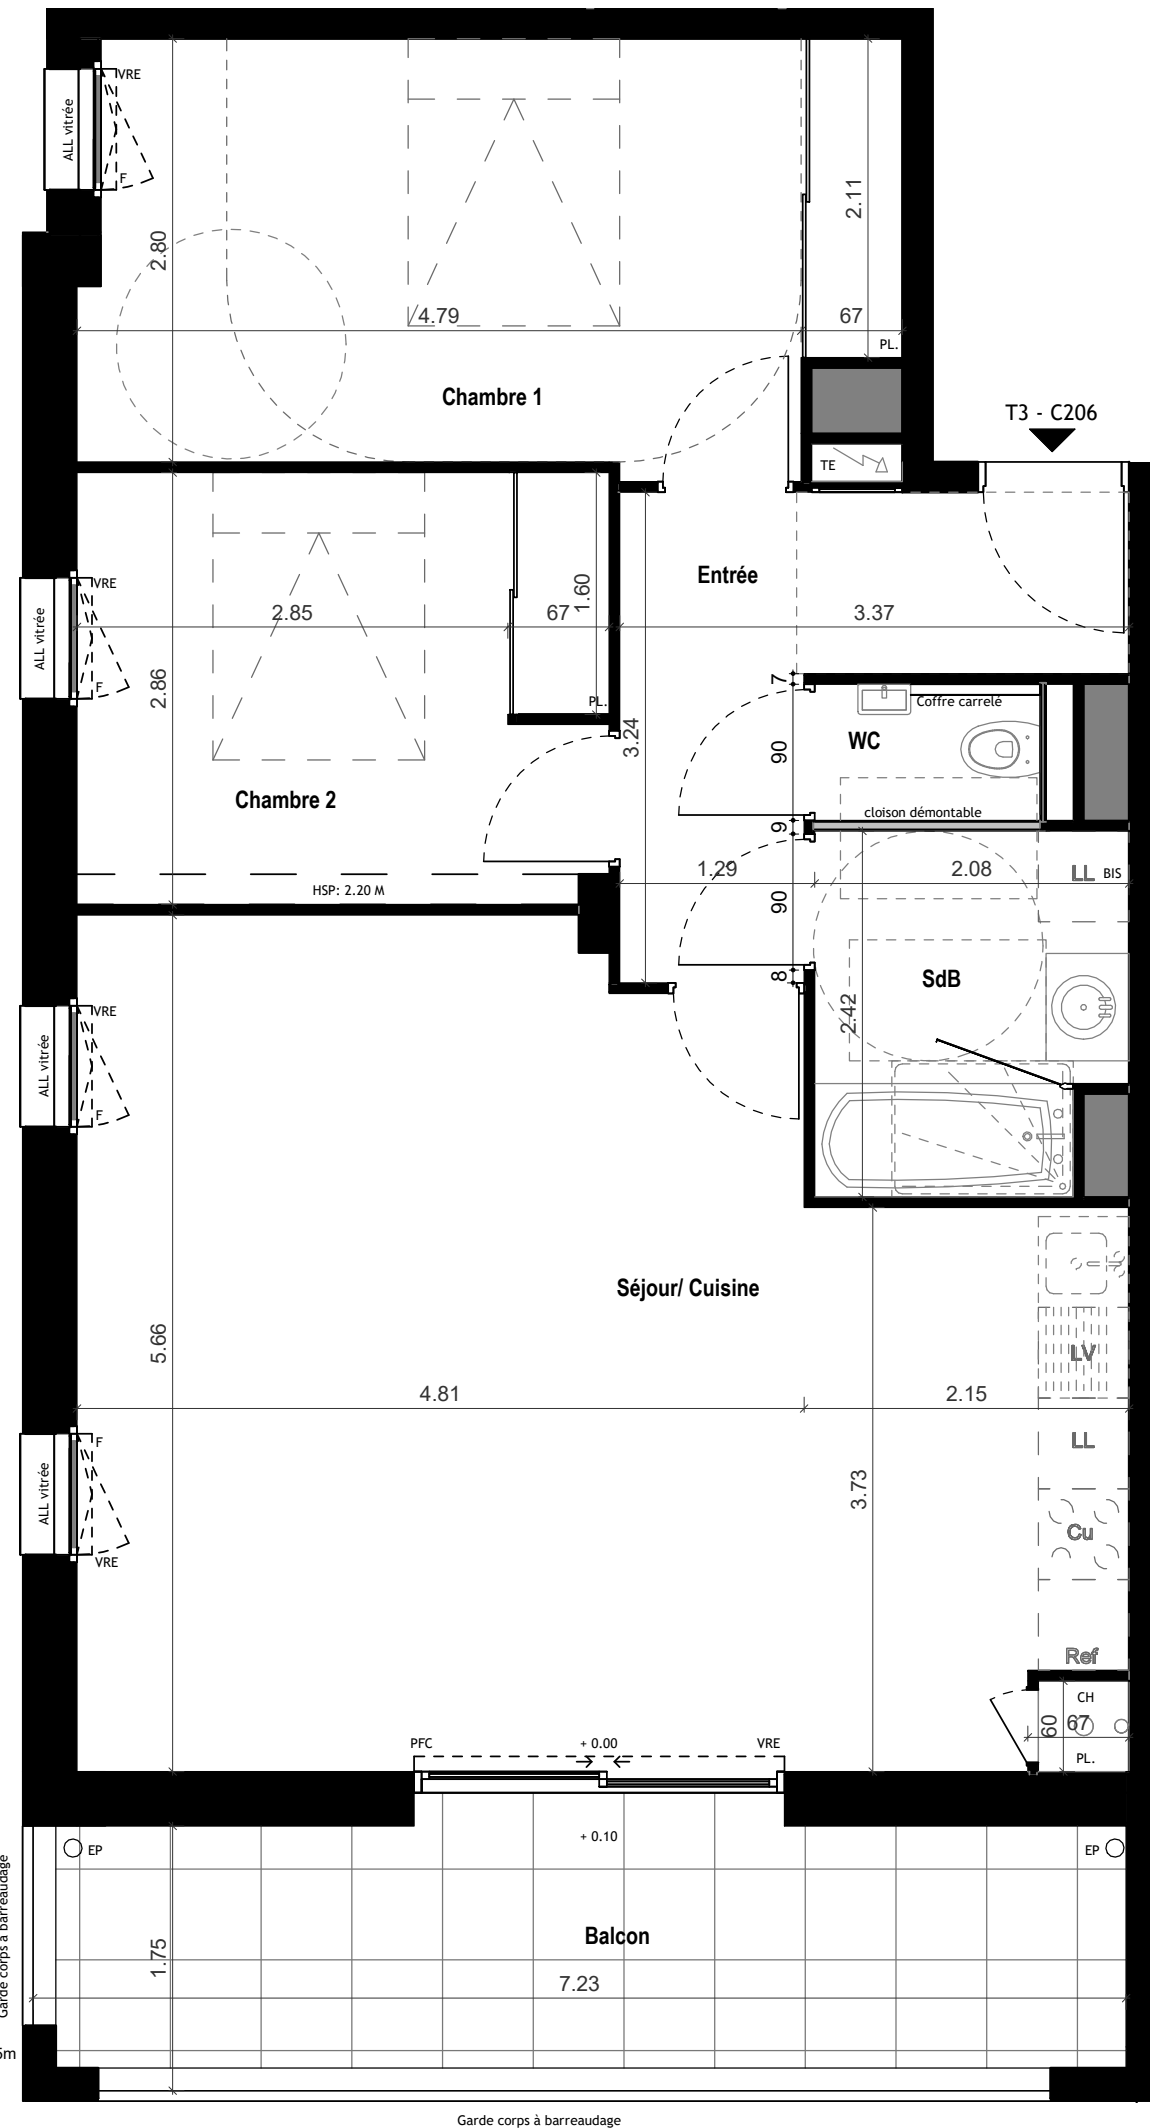 VRE
ALL vitrée
F
2.80
2.11
4.79
67
PL.
Chambre 1
T3 - C206
TE
VRE
ALL vitrée
F
2.85
67
1.60
Entrée
3.37
2.86
PL.
7
Coffre carrelé
WC
3.24
90
Chambre 2
cloison démontable
9
HSP: 2.20 M
1.29
2.08
LL BIS
90
SdB
8
2.42
VRE
ALL vitrée
F
Séjour/ Cuisine
5.66
LV
4.81
2.15
LL
F
ALL vitrée
VRE
3.73
Cu
Ref
CH
60
67
PL.
PFC
+ 0.00
VRE
+ 0.10
EP
EP
Garde corps à barreaudage
Balcon
1.75
7.23
Garde corps à barreaudage